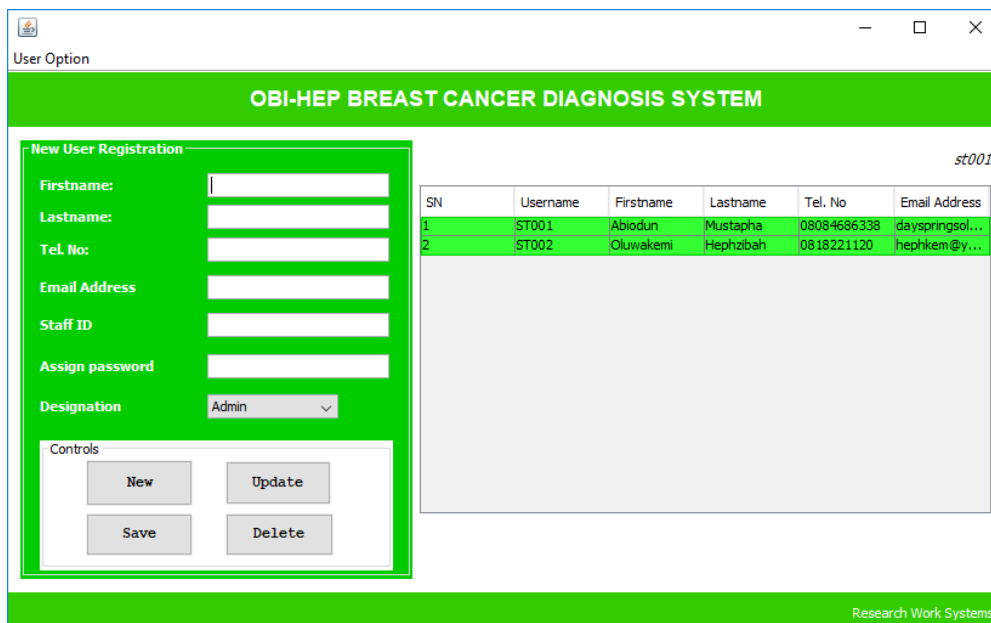 User Option
OBI-HEP BREAST CANCER DIAGNOSIS SYSTEM
New User Registration
Firstname:
Lastname:
Tel. No:
Email Address
Staff ID
Assign password
Designation Admin
Controls
New Update
Save Delete
st001
SN Username Firstname Lastname Tel. No Email Address
1 ST001 Abiodun Mustapha 08084686338 dayspringsol...
2 ST002 Oluwakemi Hephzibah 0818221120 hephkem@y...
Research Work Systems